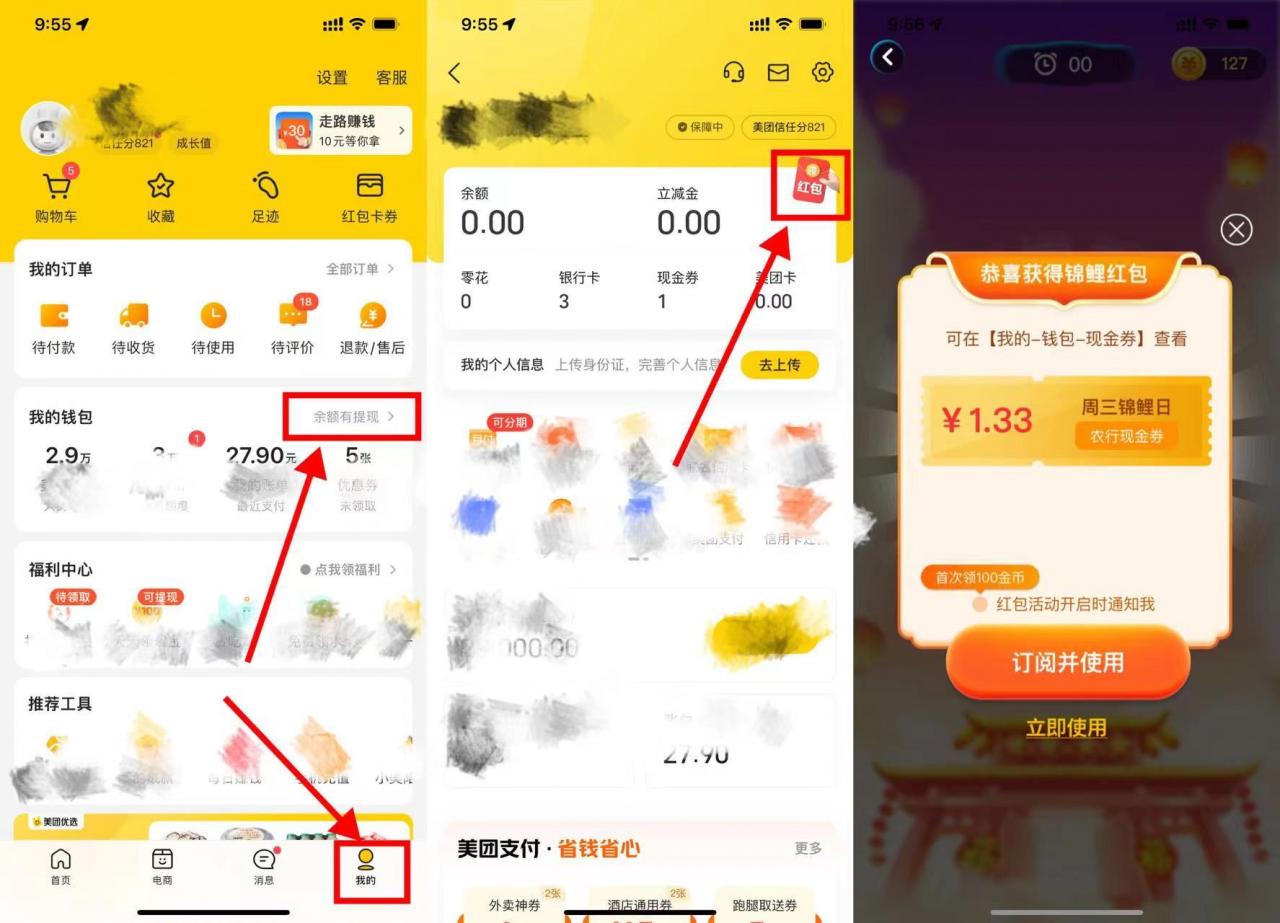 9:55
设置 客服
信任分821 成长值
¥30
走路赚钱
10元等你拿
5
购物车 收藏 足迹 红包卡券
我的订单 全部订单
18
待付款 待收货 待使用 待评价 退款/售后
我的钱包 余额有提现
1
2.9万 27.90元 5张
我的账单 优惠券
最近支付 未领取
福利中心 点我领福利
待领取 可提现
¥100
推荐工具
美团优选
首页 电商 消息 我的
9:55
保障中 美团信任分821
红包
余额 立减金
0.00 0.00
零花 银行卡 现金券 美团卡
0 3 1 0.00
我的个人信息 上传身份证，完善个人信息 去上传
可分期
月付
美团支付
27.90
美团支付·省钱省心 更多
2张 2张
外卖神券 酒店通用券 跑腿取送券
9:56
00 127
恭喜获得锦鲤红包
可在【我的-钱包-现金券】查看
¥1.33
周三锦鲤日
农行现金券
首次领100金币
红包活动开启时通知我
订阅并使用
立即使用